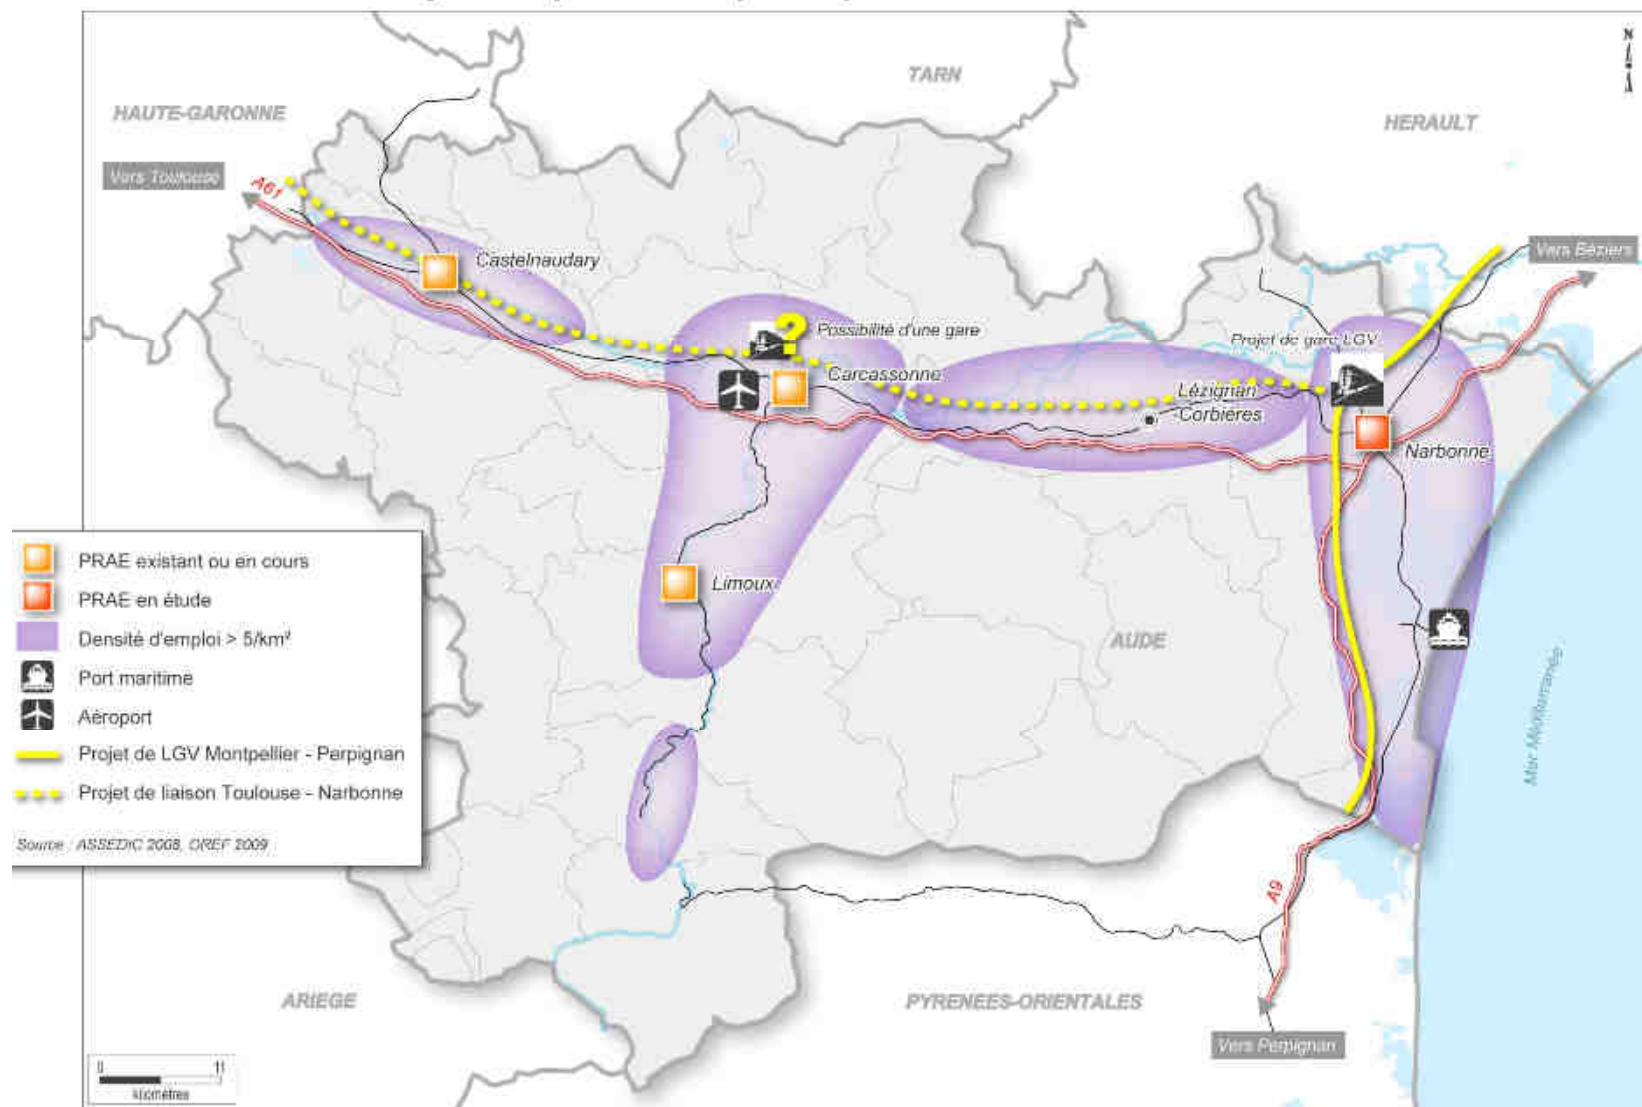 N
TARN
HAUTE-GARONNE
HERAULT
Vers Toulouse
A61
Vers Béziers
Castelnaudary
?
Possibilité d'une gare
Projet de gare LGV
Carcassonne
Lézignan
-Corbières
Narbonne
PRAE existant ou en cours
PRAE en étude
Densité d'emploi > 5/km²
Port maritime
Aéroport
Projet de LGV Montpellier - Perpignan
Projet de liaison Toulouse - Narbonne
Source : ASSEDIC 2008, OREF 2009
Limoux
AUDE
Mer Méditerranée
A9
ARIEGE
PYRENEES-ORIENTALES
Vers Perpignan
0 11
kilomètres